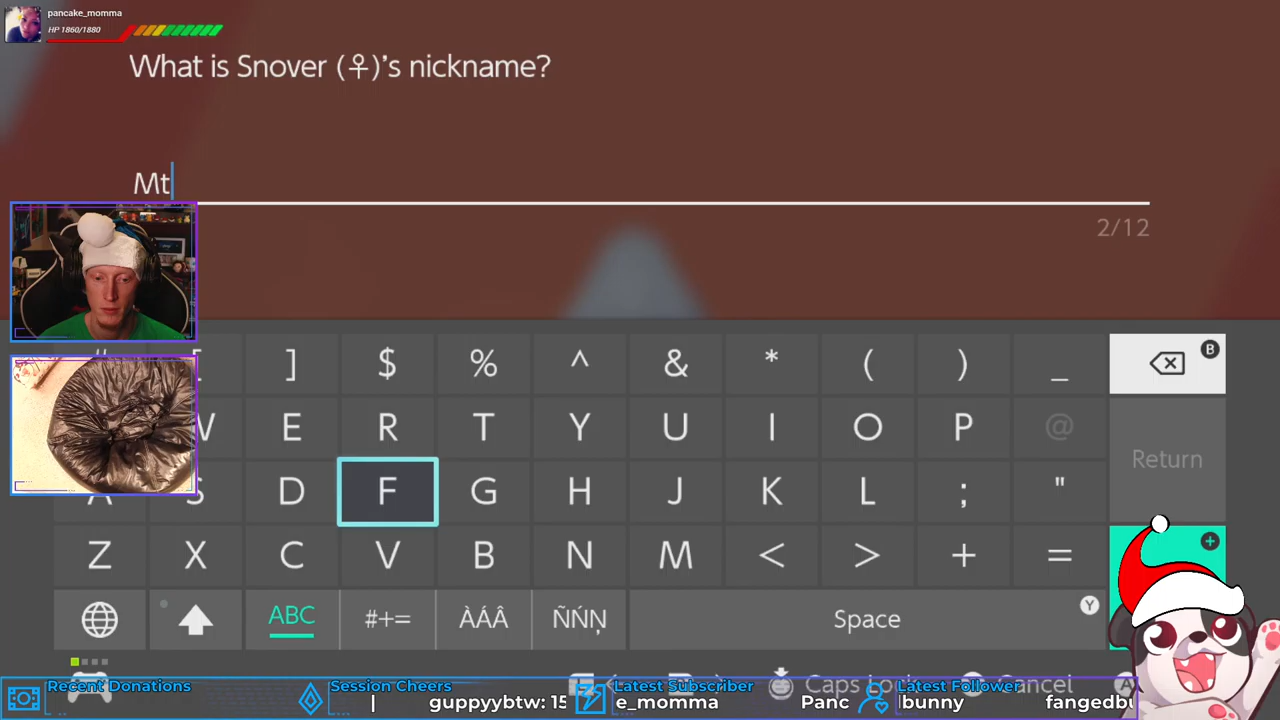 pancake_momma
HP 1860/1880
What is Snover (♀)'s nickname?
Mt
2/12
] $ % ^ & * ( ) _ B
E R T Y U I O P @
Return
A S D F G H J K L ; "
Z X C V B N M < > + = +
ABC #+= ÀÁÂ ÑŃŅ Space Y
Caps Lo Cancel A
Recent Donations Session Cheers Latest Subscriber Latest Follower
guppyybtw: 15 e_momma Panc bunny fangedbu